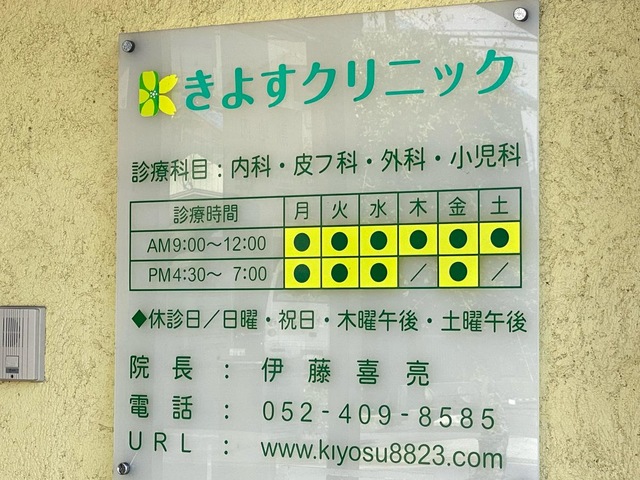 きよすクリニック
診療科目：内科・皮フ科・外科・小児科
診療時間 月 火 水 木 金 土
AM9:00～12:00 ● ● ● ● ● ●
PM4:30～ 7:00 ● ● ● ／ ● ／
◆休診日／日曜・祝日・木曜午後・土曜午後
院長：伊藤喜亮
電話：052-409-8585
URL：www.kiyosu8823.com